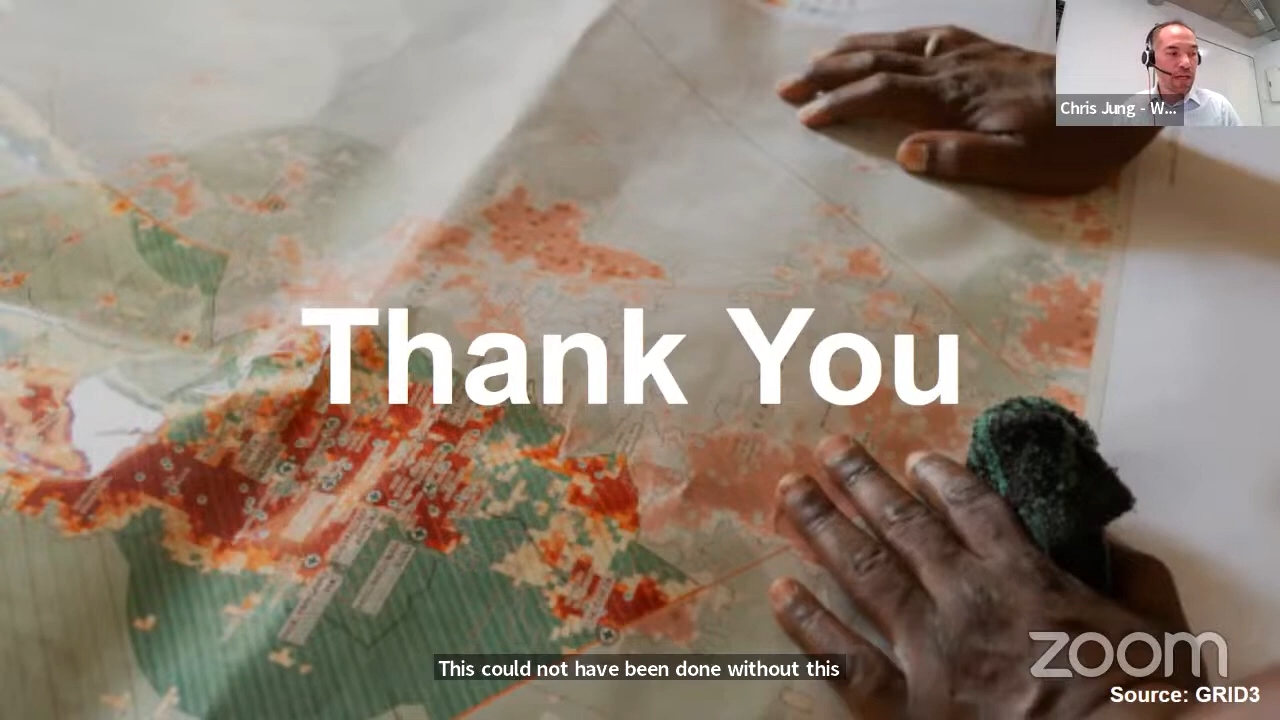 Chris Jung - W...
Thank You
This could not have been done without this
zoom
Source: GRID3